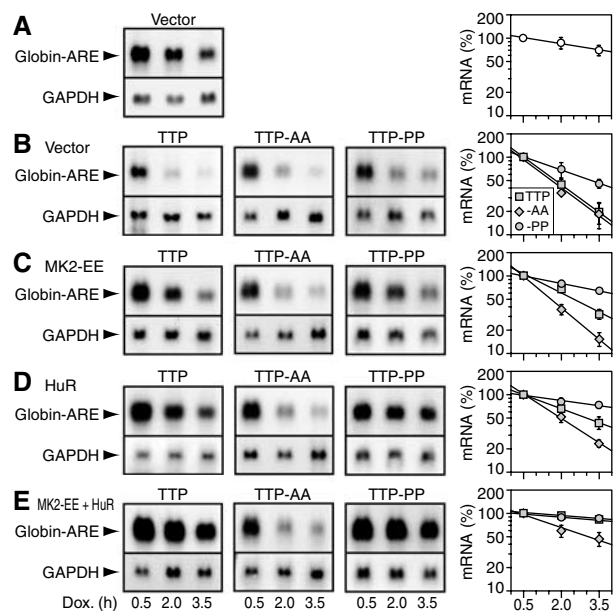 A
Vector
Globin-ARE
GAPDH
mRNA (%)
200
100
50
20
10
B
Vector
TTP
TTP-AA
TTP-PP
Globin-ARE
GAPDH
mRNA (%)
200
100
50
20
10
TTP
-AA
-PP
C
MK2-EE
TTP
TTP-AA
TTP-PP
Globin-ARE
GAPDH
mRNA (%)
200
100
50
20
10
D
HuR
TTP
TTP-AA
TTP-PP
Globin-ARE
GAPDH
mRNA (%)
200
100
50
20
10
E
MK2-EE + HuR
TTP
TTP-AA
TTP-PP
Globin-ARE
GAPDH
mRNA (%)
200
100
50
20
10
Dox. (h)
0.5 2.0 3.5
0.5 2.0 3.5
0.5 2.0 3.5
0.5 2.0 3.5